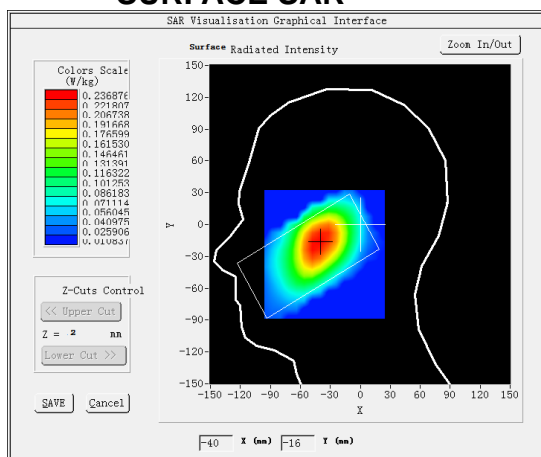 SURFACE SAR
SAR Visualisation Graphical Interface
Surface Radiated Intensity
Zoom In/Out
Colors Scale
(W/kg)
0.236876
0.221807
0.206738
0.191668
0.176599
0.161530
0.146461
0.131391
0.116322
0.101253
0.086183
0.071114
0.056045
0.040975
0.025906
0.010837
150
120
90
60
30
0
-30
-60
-90
-120
-150
Y
-150 -120 -90 -60 -30 0 30 60 90 120 150
X
Z-Cuts Control
<< Upper Cut
Z = 2 mm
Lower Cut >>
SAVE Cancel
-40 X (mm) -16 Y (mm)